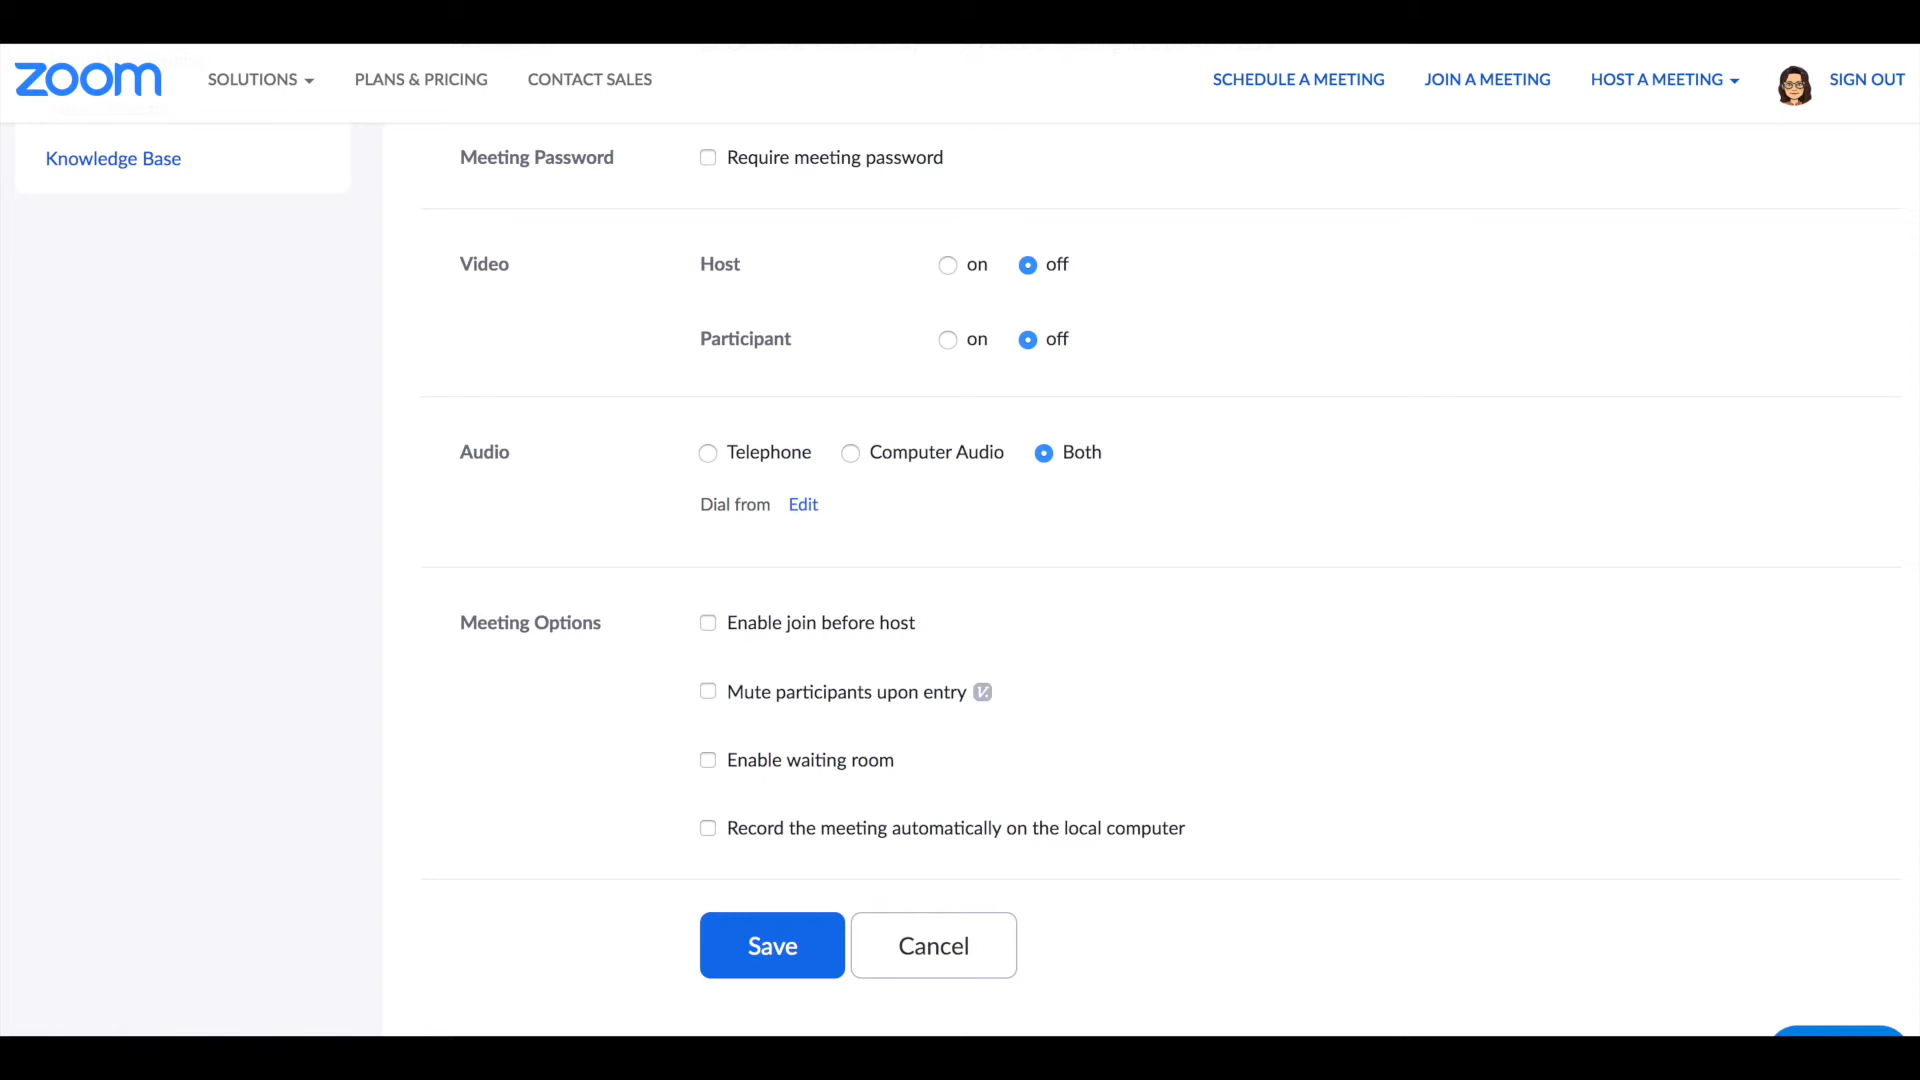 zoom SOLUTIONS PLANS & PRICING CONTACT SALES SCHEDULE A MEETING JOIN A MEETING HOST A MEETING SIGN OUT
Knowledge Base
Meeting Password Require meeting password
Video Host on off
Participant on off
Audio Telephone Computer Audio Both
Dial from Edit
Meeting Options Enable join before host
Mute participants upon entry V.
Enable waiting room
Record the meeting automatically on the local computer
Save Cancel